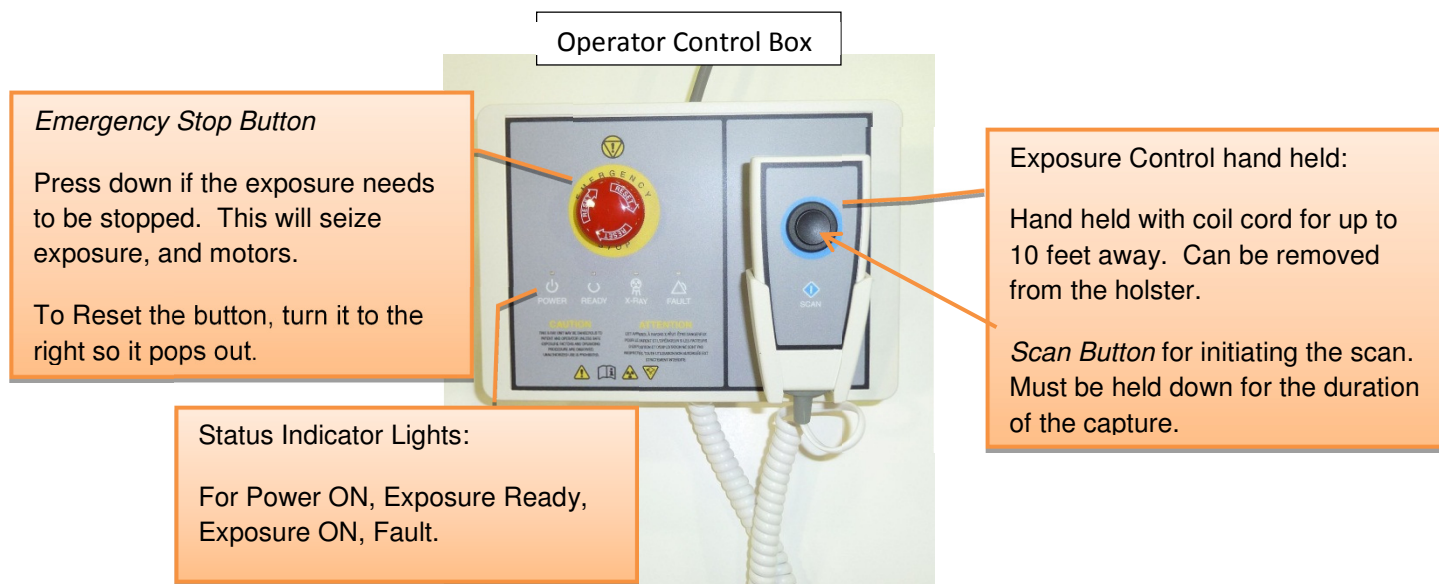 Operator Control Box
Emergency Stop Button
Press down if the exposure needs
to be stopped. This will seize
exposure, and motors.
To Reset the button, turn it to the
right so it pops out.
Status Indicator Lights:
For Power ON, Exposure Ready,
Exposure ON, Fault.
EMERGENCY
RESET
RESET
RESET
STOP
POWER READY X-RAY FAULT
CAUTION ATTENTION
SCAN
Exposure Control hand held:
Hand held with coil cord for up to
10 feet away. Can be removed
from the holster.
Scan Button for initiating the scan.
Must be held down for the duration
of the capture.